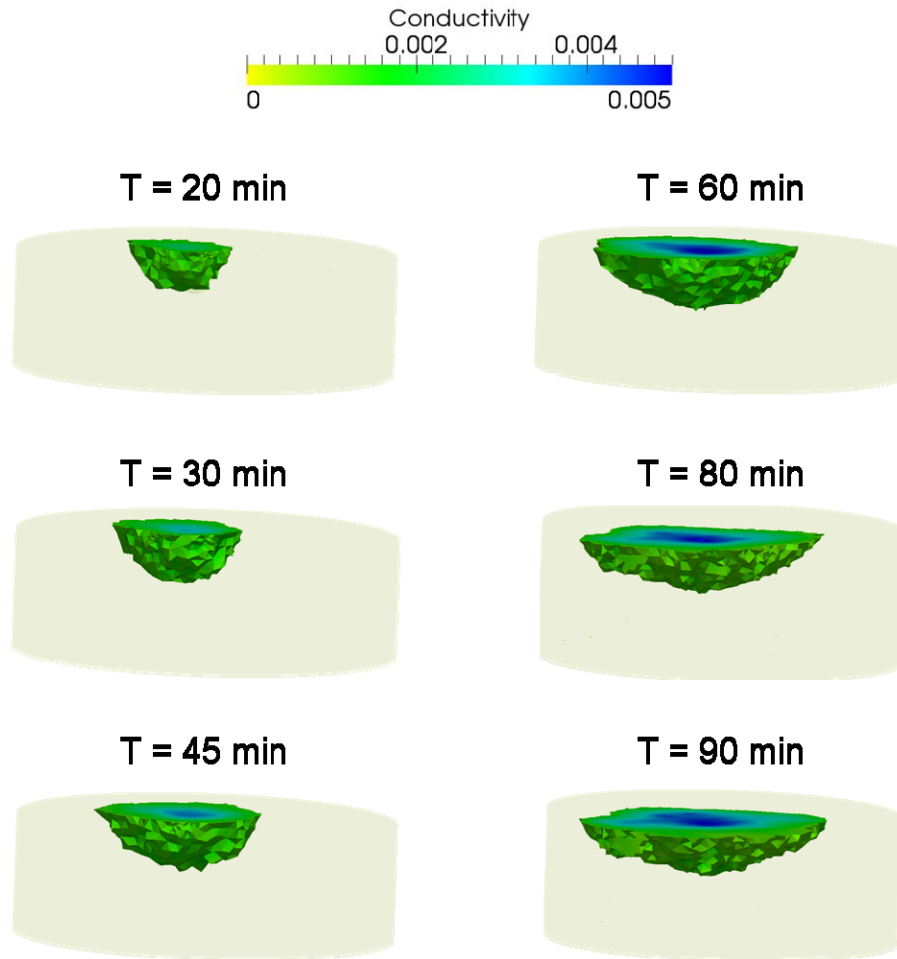 Conductivity
0.002 0.004
0 0.005
T = 20 min
T = 60 min
T = 30 min
T = 80 min
T = 45 min
T = 90 min